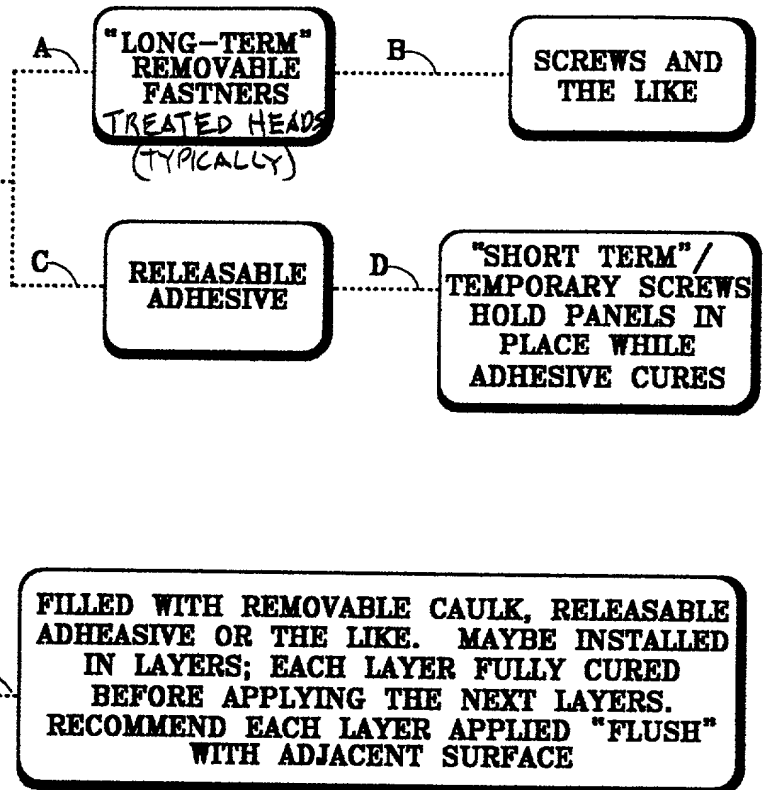 A
"LONG-TERM"
REMOVABLE
FASTNERS
TREATED HEADS
(TYPICALLY)
B
SCREWS AND
THE LIKE
C
RELEASABLE
ADHESIVE
D
"SHORT TERM"/
TEMPORARY SCREWS
HOLD PANELS IN
PLACE WHILE
ADHESIVE CURES
FILLED WITH REMOVABLE CAULK, RELEASABLE
ADHEASIVE OR THE LIKE. MAYBE INSTALLED
IN LAYERS; EACH LAYER FULLY CURED
BEFORE APPLYING THE NEXT LAYERS.
RECOMMEND EACH LAYER APPLIED "FLUSH"
WITH ADJACENT SURFACE